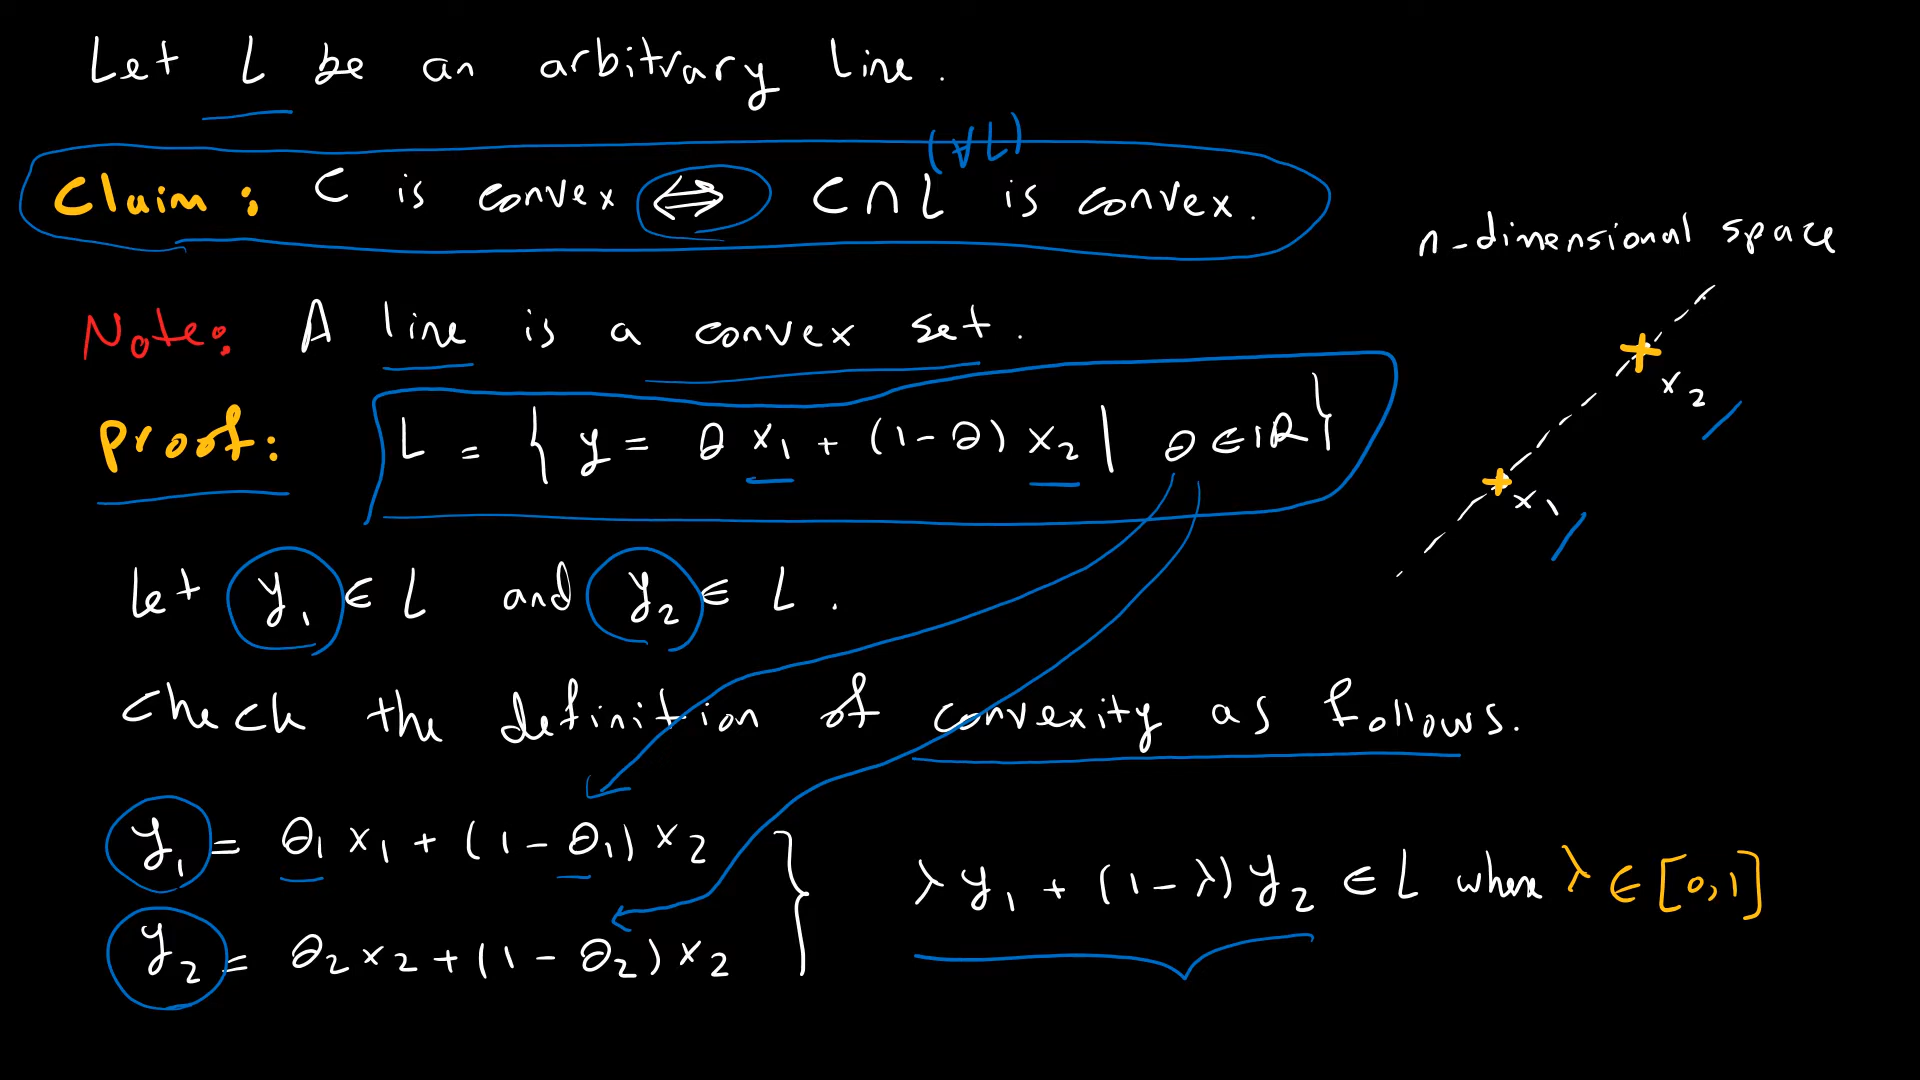 Let L be an arbitrary line.
(∀L)
Claim: C is convex ⇔ C ∩ L is convex.
n-dimensional space
Note: A line is a convex set.
x₂
Proof: L = { y = θ x₁ + (1-θ) x₂ | θ ∈ ℝ }
x₁
Let y₁ ∈ L and y₂ ∈ L.
Check the definition of convexity as follows.
y₁ = θ₁ x₁ + (1-θ₁) x₂
λ y₁ + (1-λ) y₂ ∈ L where λ ∈ [0,1]
y₂ = θ₂ x₂ + (1-θ₂) x₂